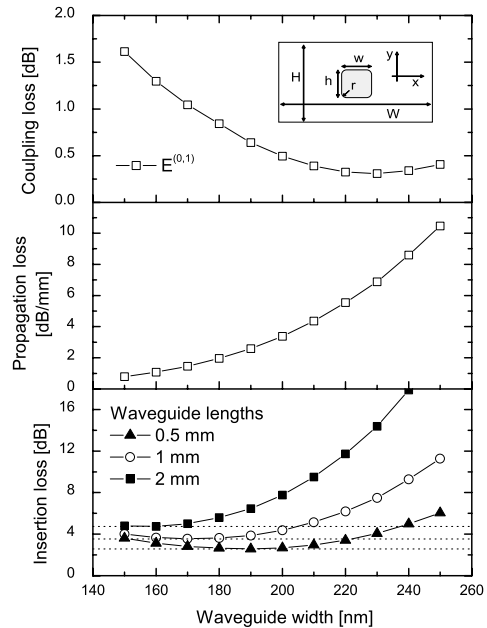 2.0
1.5
1.0
0.5
0.0
Coulpling loss [dB]
E(0,1)
H
h
w
r
W
y
x
10
8
6
4
2
0
Propagation loss
[dB/mm]
16
12
8
4
0
Insertion loss [dB]
Waveguide lengths
0.5 mm
1 mm
2 mm
140 160 180 200 220 240 260
Waveguide width [nm]